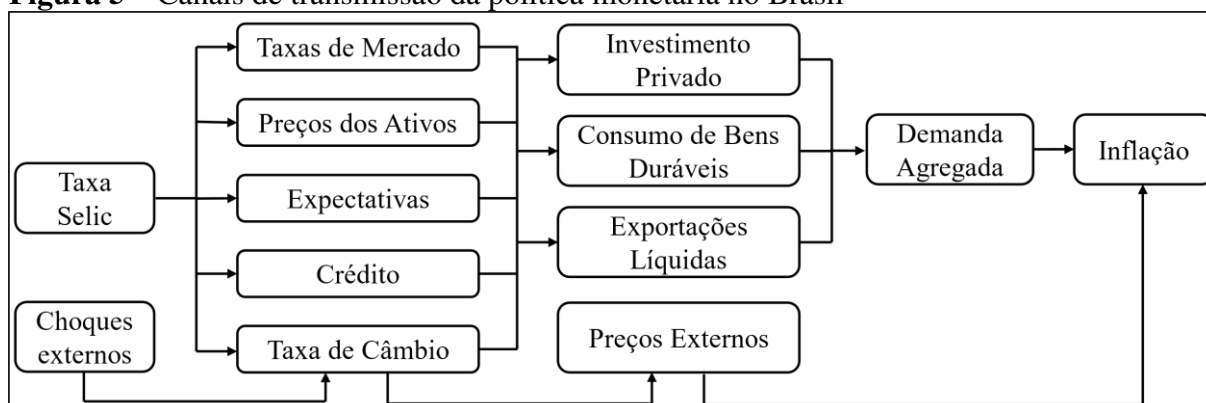 Figura – Canais de transmissão da política monetária no Brasil
Taxas de Mercado
Preços dos Ativos
Expectativas
Crédito
Taxa de Câmbio
Taxa
Selic
Choques
externos
Investimento
Privado
Consumo de Bens
Duráveis
Exportações
Líquidas
Preços Externos
Demanda
Agregada
Inflação